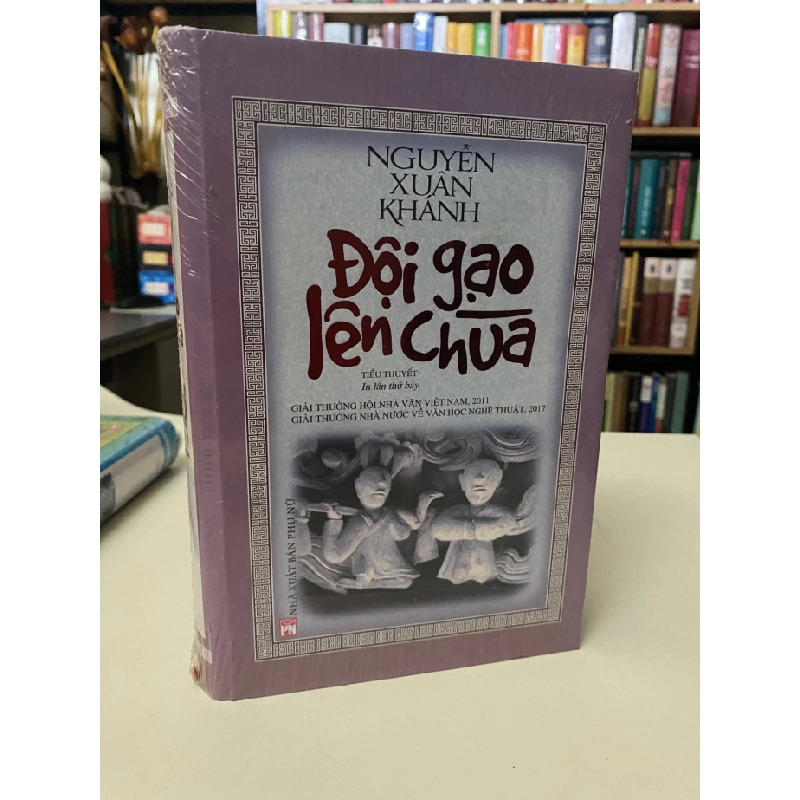 NGUYỄN
XUÂN
KHÁNH
Đội gạo
lên chùa
TIỂU THUYẾT
In lần thứ bảy
GIẢI THƯỞNG HỘI NHÀ VĂN VIỆT NAM, 2011
GIẢI THƯỞNG NHÀ NƯỚC VỀ VĂN HỌC NGHỆ THUẬT, 2017
NHÀ XUẤT BẢN PHỤ NỮ
PN